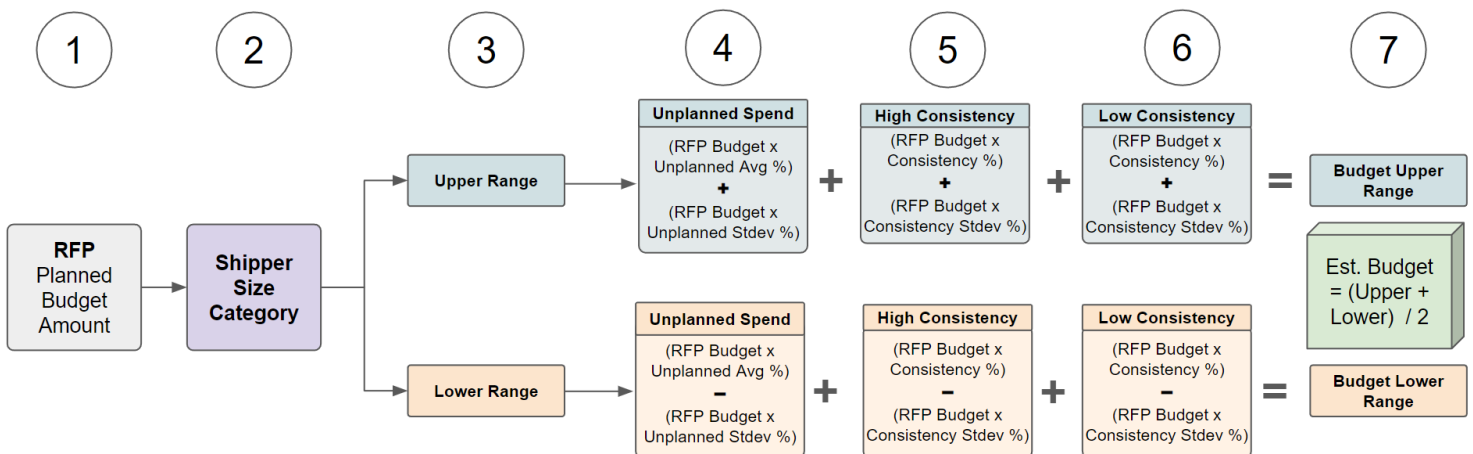 1
2
3
4
5
6
7
RFP
Planned
Budget
Amount
Shipper
Size
Category
Upper Range
Unplanned Spend
(RFP Budget x
Unplanned Avg %)
+
(RFP Budget x
Unplanned Stdev %)
+
High Consistency
(RFP Budget x
Consistency %)
+
(RFP Budget x
Consistency Stdev %)
+
Low Consistency
(RFP Budget x
Consistency %)
+
(RFP Budget x
Consistency Stdev %)
=
Budget Upper
Range
Est. Budget
= (Upper +
Lower) / 2
Lower Range
Unplanned Spend
(RFP Budget x
Unplanned Avg %)
–
(RFP Budget x
Unplanned Stdev %)
+
High Consistency
(RFP Budget x
Consistency %)
–
(RFP Budget x
Consistency Stdev %)
+
Low Consistency
(RFP Budget x
Consistency %)
–
(RFP Budget x
Consistency Stdev %)
=
Budget Lower
Range